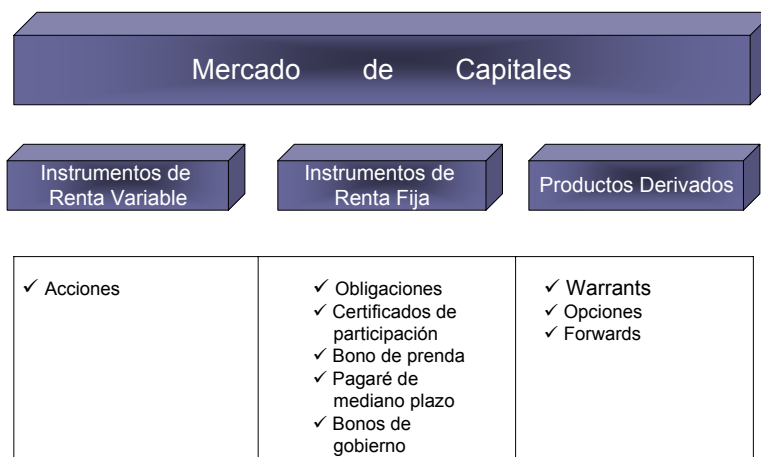 Mercado de Capitales
Instrumentos de
Renta Variable
Instrumentos de
Renta Fija
Productos Derivados
✓ Acciones
✓ Obligaciones
✓ Certificados de
participación
✓ Bono de prenda
✓ Pagaré de
mediano plazo
✓ Bonos de
gobierno
✓ Warrants
✓ Opciones
✓ Forwards